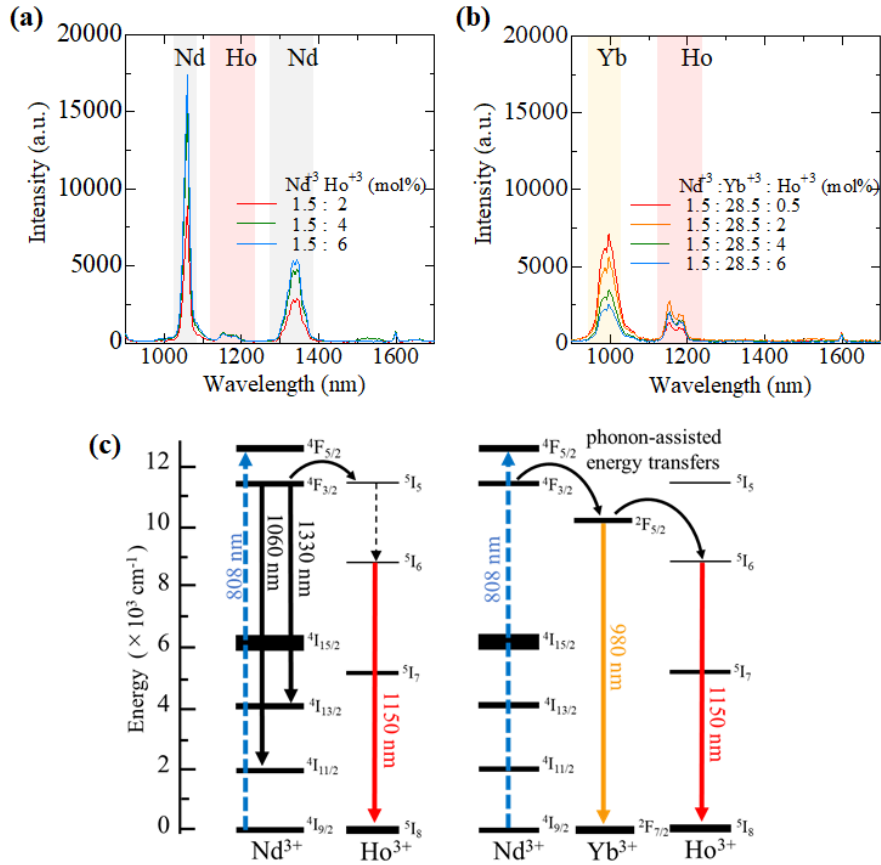 (a)
20000
15000
10000
5000
0
Intensity (a.u.)
Nd Ho Nd
Nd+3 Ho+3 (mol%)
1.5 : 2
1.5 : 4
1.5 : 6
1000 1200 1400 1600
Wavelength (nm)
(b)
20000
15000
10000
5000
0
Intensity (a.u.)
Yb Ho
Nd+3 :Yb+3 : Ho+3 (mol%)
1.5 : 28.5 : 0.5
1.5 : 28.5 : 2
1.5 : 28.5 : 4
1.5 : 28.5 : 6
1000 1200 1400 1600
Wavelength (nm)
(c)
Energy ( × 10³ cm⁻¹)
12
10
8
6
4
2
0
⁴F5/2
⁴F3/2
⁴I15/2
⁴I13/2
⁴I11/2
⁴I9/2
808 nm
1060 nm
1330 nm
⁵I5
⁵I6
⁵I7
⁵I8
1150 nm
Nd³⁺ Ho³⁺
phonon-assisted
energy transfers
⁴F5/2
⁴F3/2
⁴I15/2
⁴I13/2
⁴I11/2
⁴I9/2
808 nm
²F5/2
²F7/2
980 nm
⁵I5
⁵I6
⁵I7
⁵I8
1150 nm
Nd³⁺ Yb³⁺ Ho³⁺